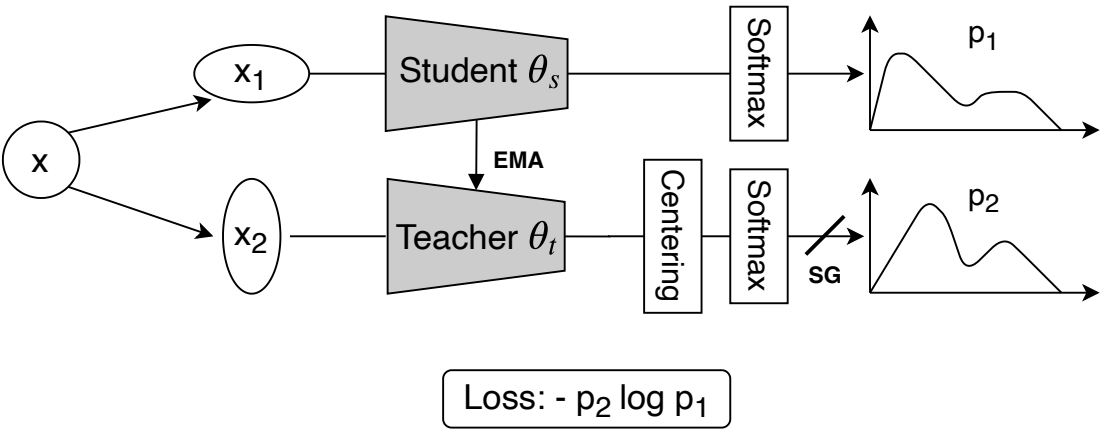 x
x1
Student θs
Softmax
p1
EMA
x2
Teacher θt
Centering
Softmax
SG
p2
Loss: - p2 log p1